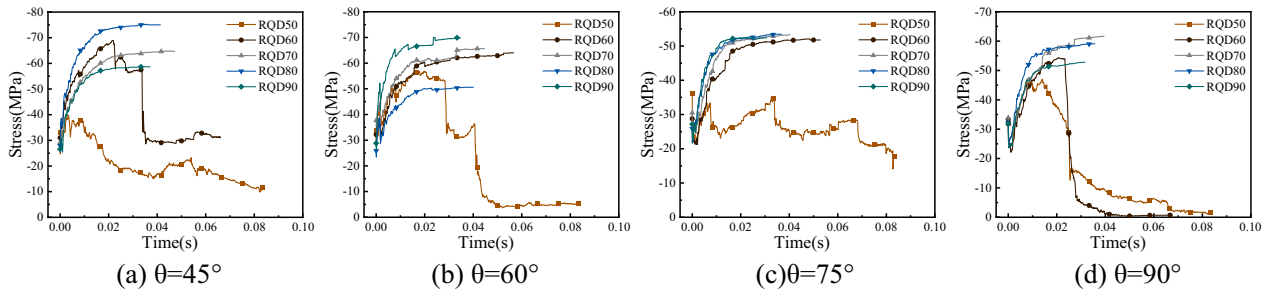 Stress(MPa)
-80
-70
-60
-50
-40
-30
-20
-10
0
0.00 0.02 0.04 0.06 0.08 0.10
Time(s)
RQD50
RQD60
RQD70
RQD80
RQD90
(a) θ=45°
Stress(MPa)
-80
-70
-60
-50
-40
-30
-20
-10
0
0.00 0.02 0.04 0.06 0.08 0.10
Time(s)
RQD50
RQD60
RQD70
RQD80
RQD90
(b) θ=60°
Stress(MPa)
-60
-50
-40
-30
-20
-10
0
0.00 0.02 0.04 0.06 0.08 0.10
Time(s)
RQD50
RQD60
RQD70
RQD80
RQD90
(c)θ=75°
Stress(MPa)
-70
-60
-50
-40
-30
-20
-10
0
0.00 0.02 0.04 0.06 0.08 0.10
Time(s)
RQD50
RQD60
RQD70
RQD80
RQD90
(d) θ=90°